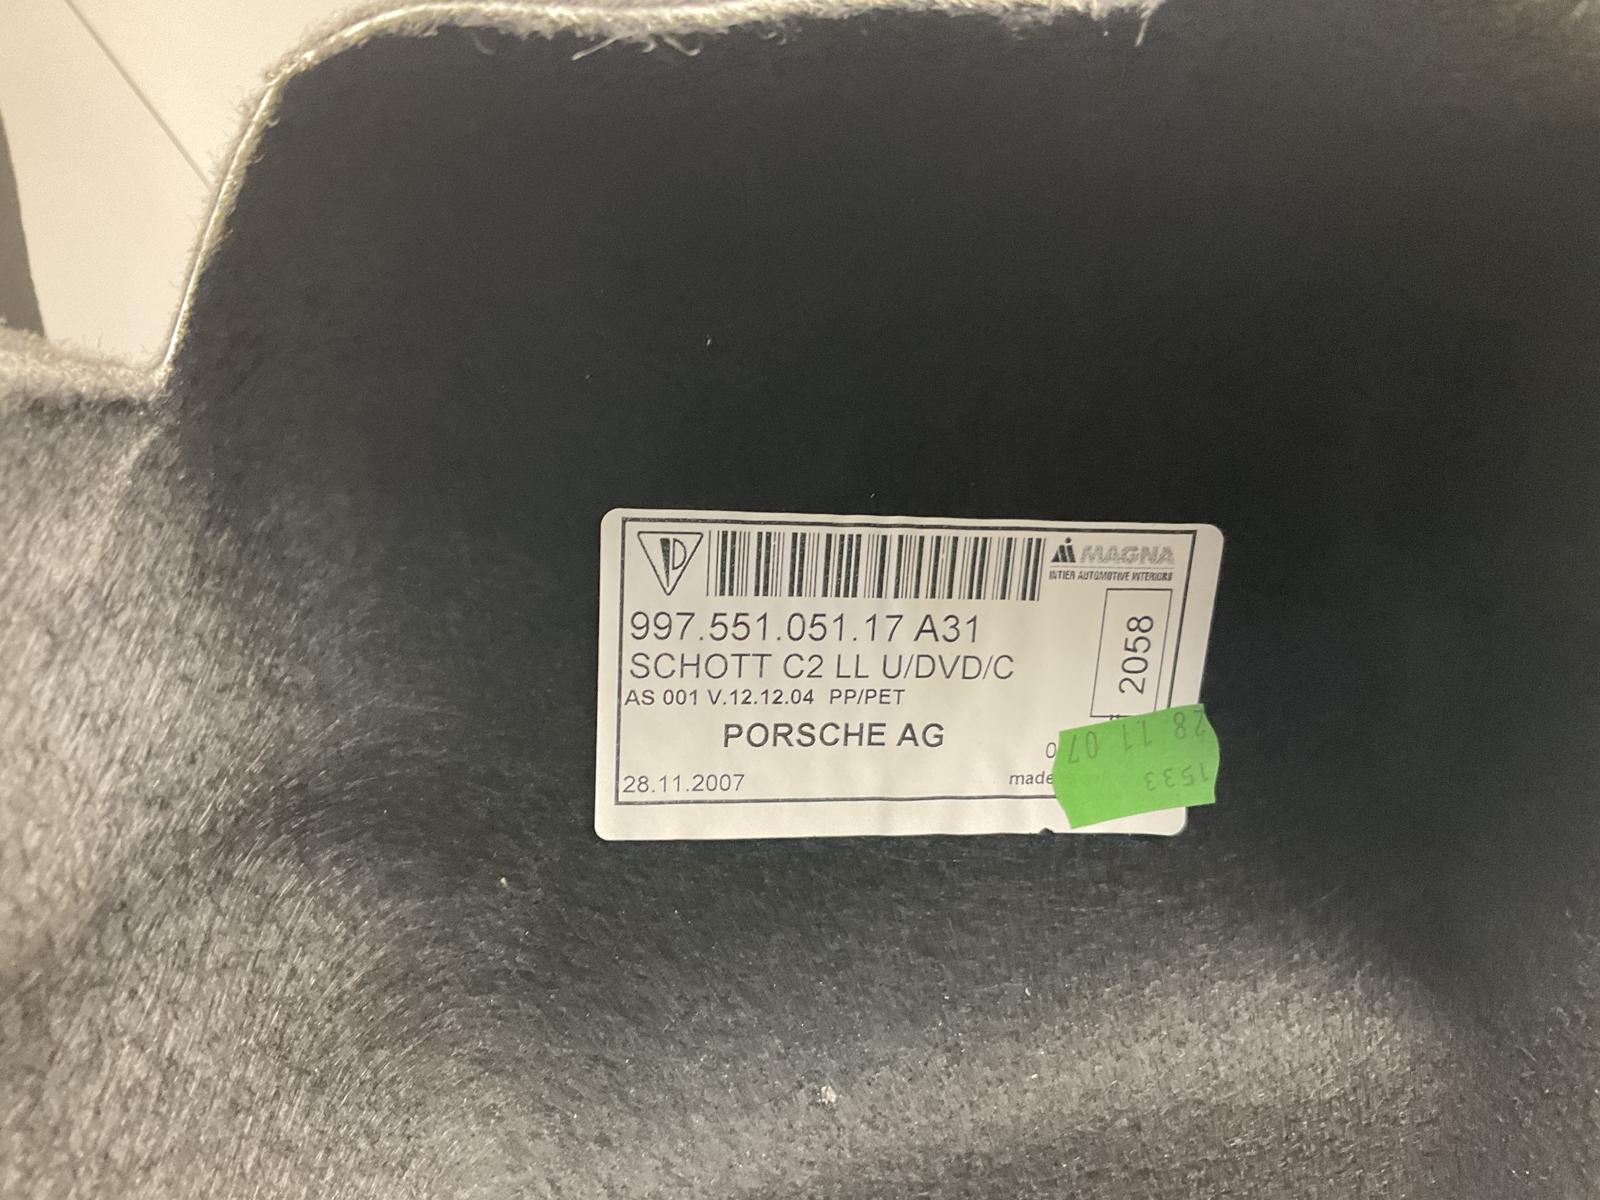 MAGNA
INTIER AUTOMOTIVE INTERIORS
997.551.051.17 A31
SCHOTT C2 LL U/DVD/C
2058
AS 001 V.12.12.04 PP/PET
PORSCHE AG
0
28.11.2007
made
28 11 07
1533